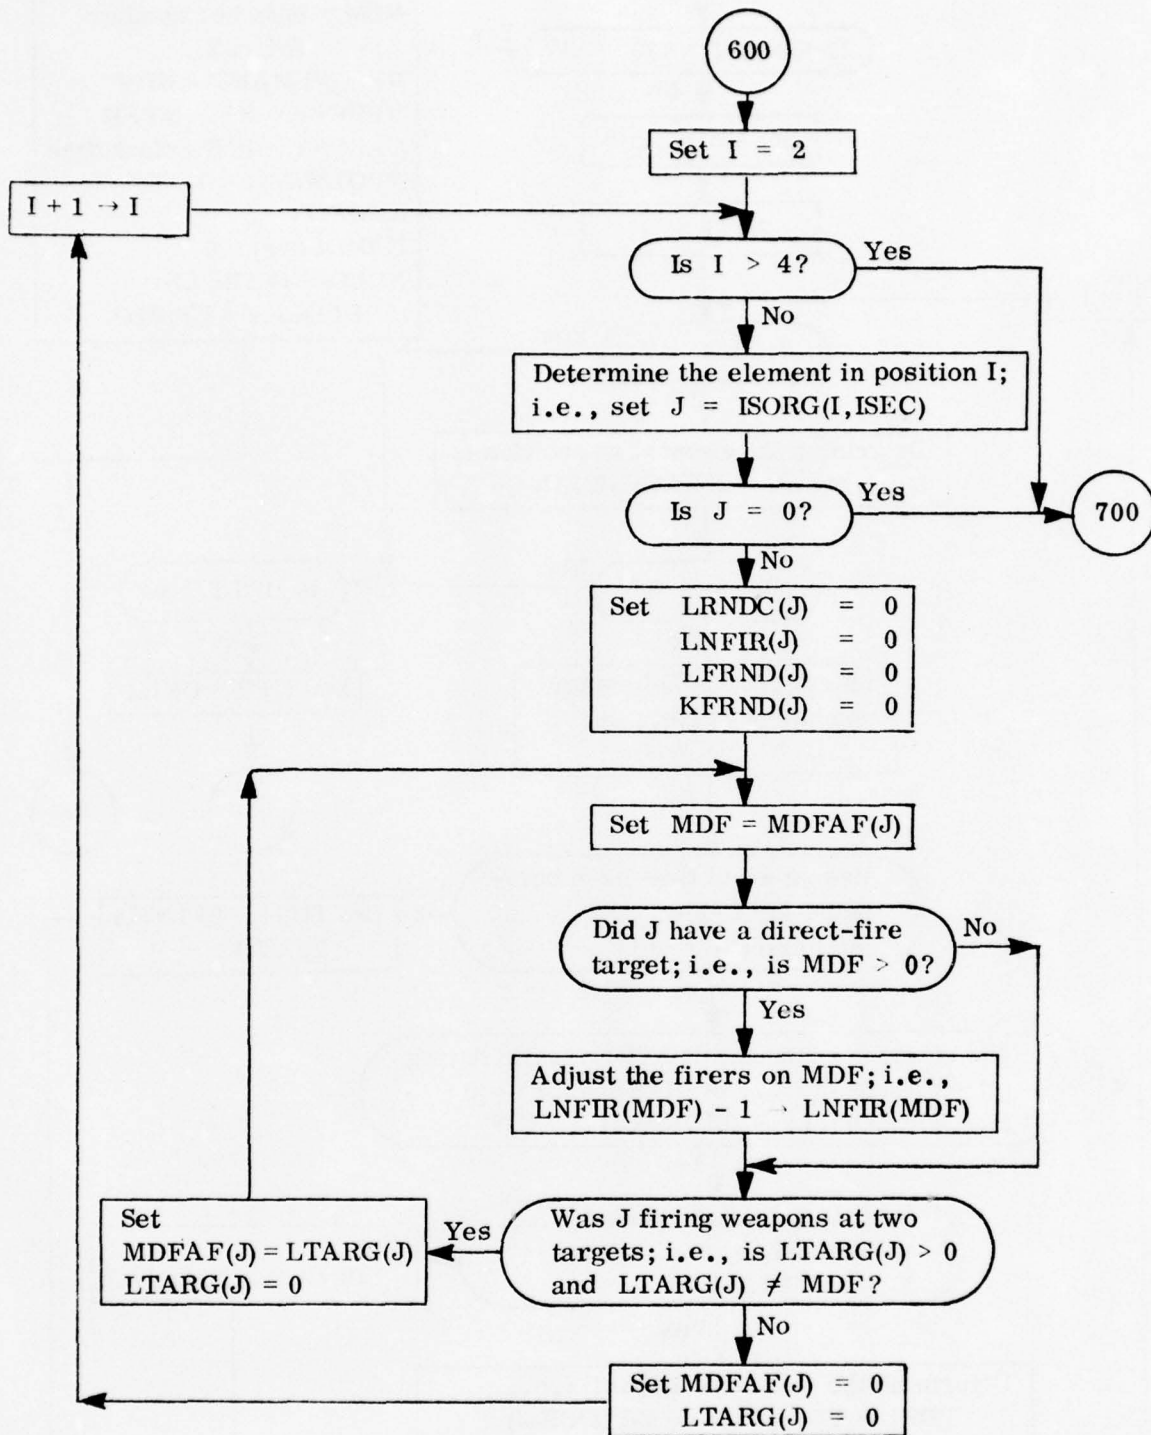 600
Set I = 2
I + 1 → I
Is I > 4?
Yes
No
Determine the element in position I;
i.e., set J = ISORG(I,ISEC)
Is J = 0?
Yes
700
No
Set LRNDC(J) = 0
LNFIR(J) = 0
LFRND(J) = 0
KFRND(J) = 0
Set MDF = MDFAF(J)
Did J have a direct-fire
target; i.e., is MDF > 0?
No
Yes
Adjust the firers on MDF; i.e.,
LNFIR(MDF) - 1 → LNFIR(MDF)
Was J firing weapons at two
targets; i.e., is LTARG(J) > 0
and LTARG(J) ≠ MDF?
Yes
Set
MDFAF(J) = LTARG(J)
LTARG(J) = 0
No
Set MDFAF(J) = 0
LTARG(J) = 0